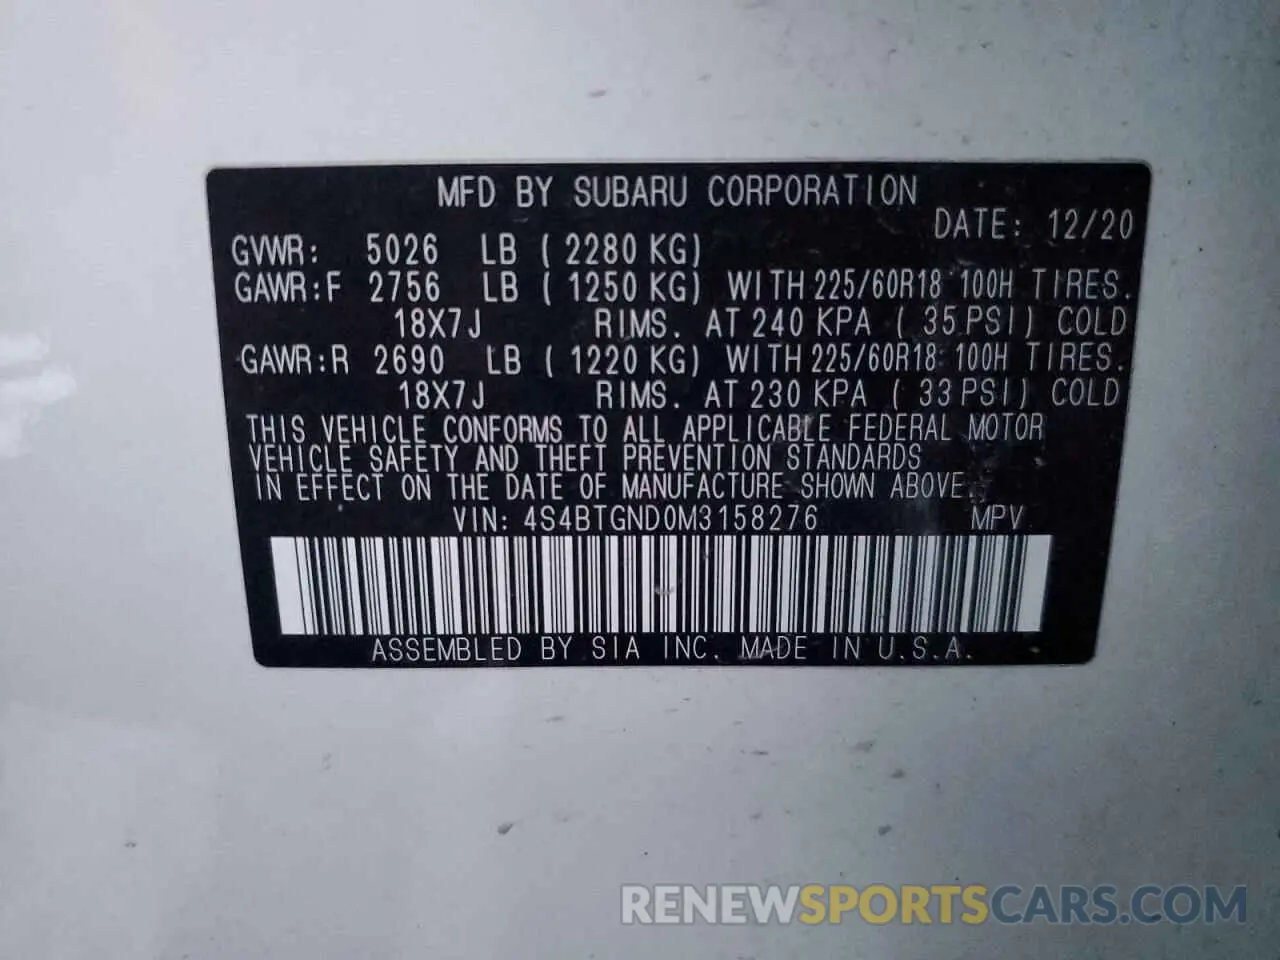 MFD BY SUBARU CORPORATION
DATE: 12/20
GVWR: 5026 LB ( 2280 KG)
GAWR:F 2756 LB ( 1250 KG) WITH 225/60R18 100H TIRES.
18X7J RIMS. AT 240 KPA ( 35 PSI) COLD
GAWR:R 2690 LB ( 1220 KG) WITH 225/60R18 100H TIRES.
18X7J RIMS. AT 230 KPA ( 33 PSI) COLD
THIS VEHICLE CONFORMS TO ALL APPLICABLE FEDERAL MOTOR
VEHICLE SAFETY AND THEFT PREVENTION STANDARDS
IN EFFECT ON THE DATE OF MANUFACTURE SHOWN ABOVE.
VIN: 4S4BTGND0M3158276 MPV
ASSEMBLED BY SIA INC. MADE IN U.S.A.
RENEWSPORTSCARS.COM